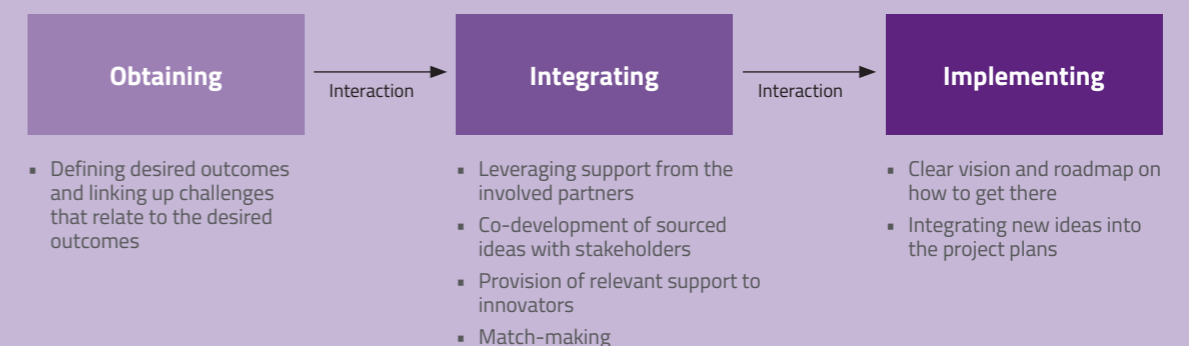 Obtaining
Interaction
Integrating
Interaction
Implementing
▪ Defining desired outcomes
and linking up challenges
that relate to the desired
outcomes
▪ Leveraging support from the
involved partners
▪ Co-development of sourced
ideas with stakeholders
▪ Provision of relevant support to
innovators
▪ Match-making
▪ Clear vision and roadmap on
how to get there
▪ Integrating new ideas into
the project plans